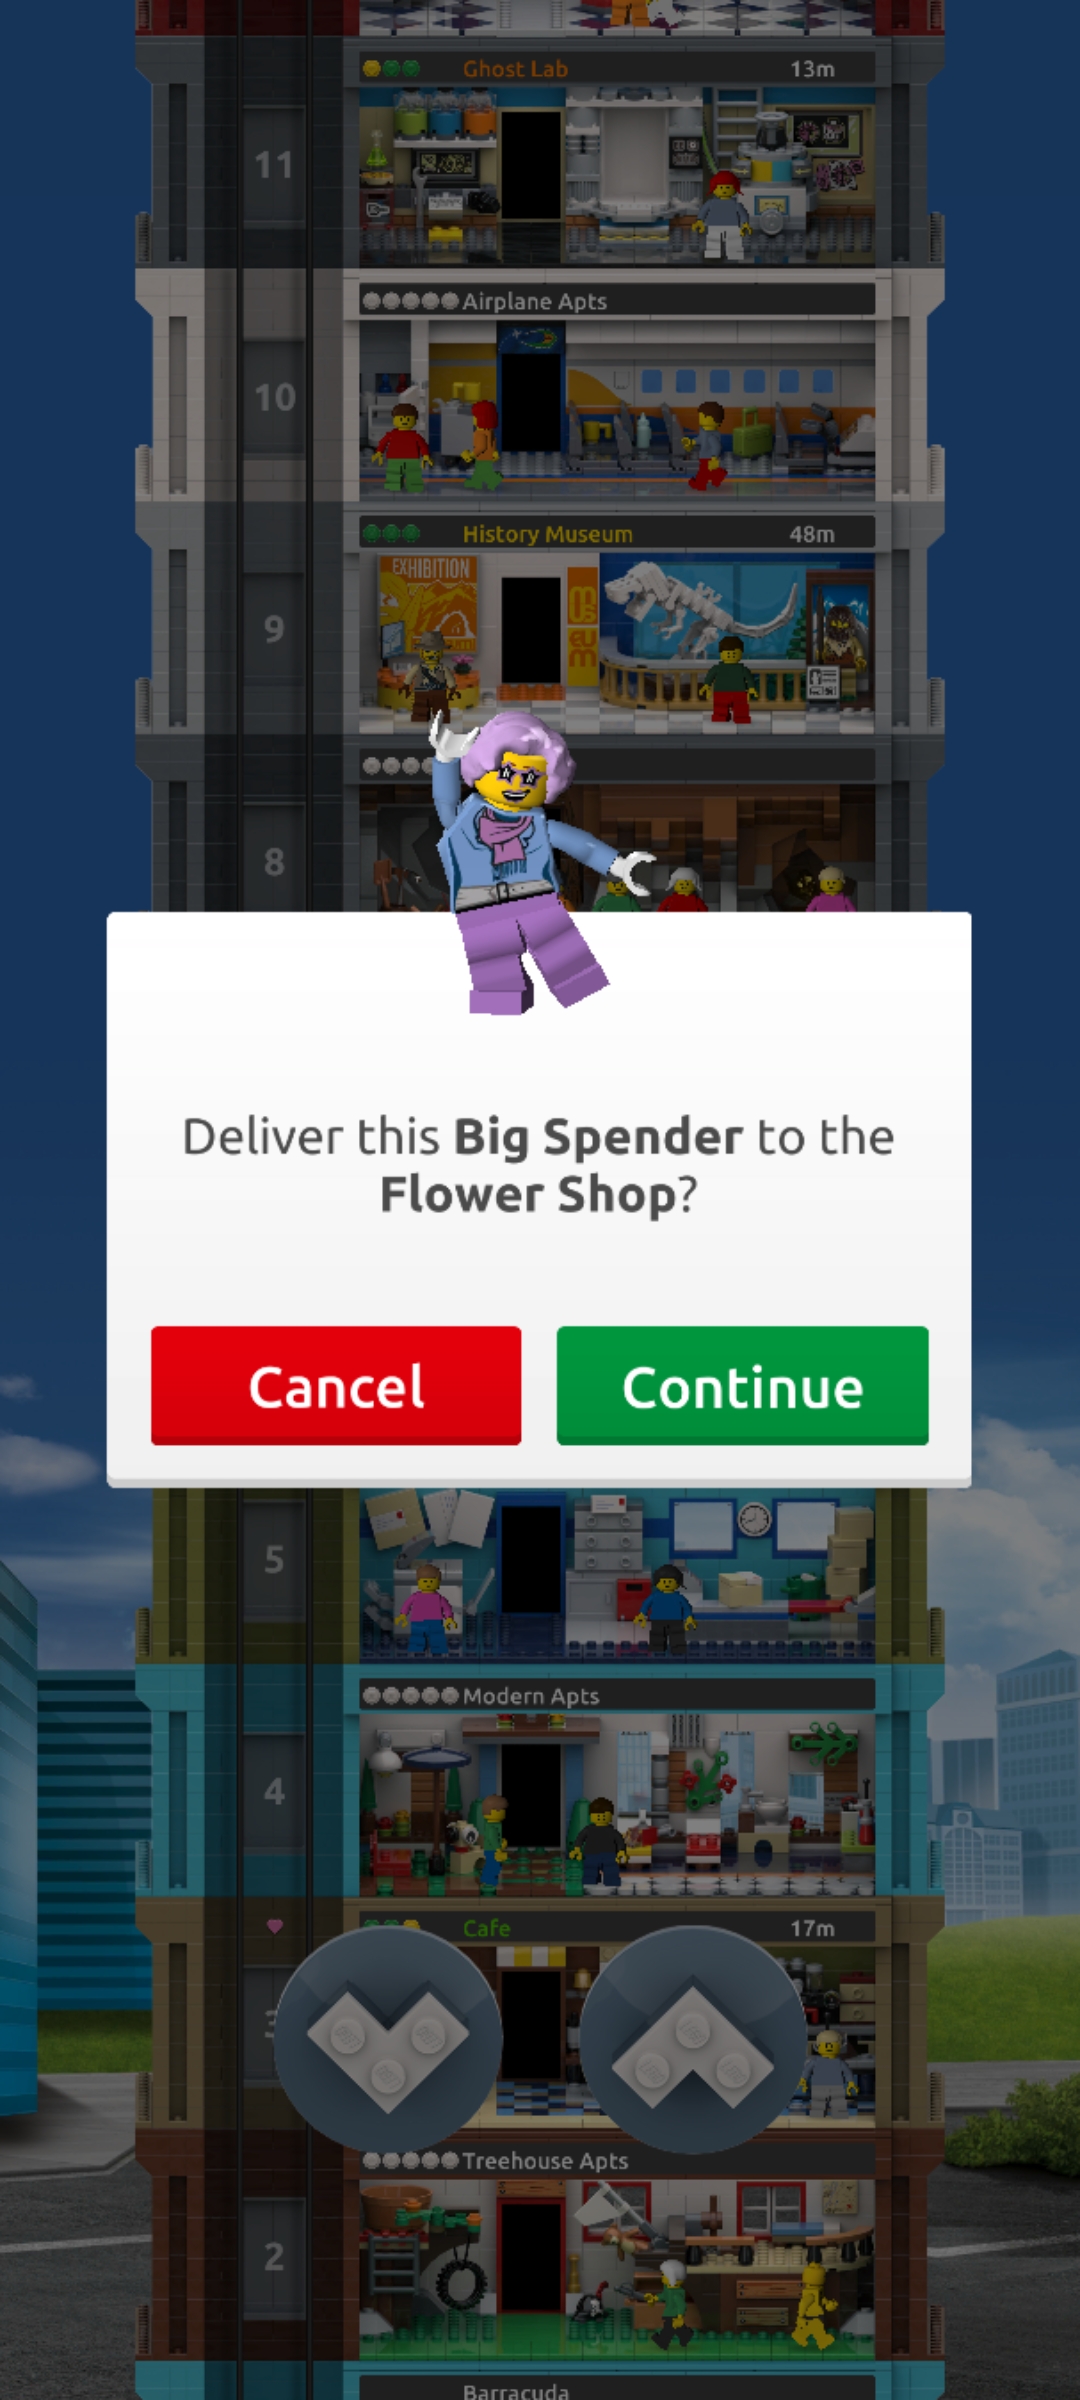 Ghost Lab 13m
11
Airplane Apts
10
History Museum 48m
EXHIBITION
9
8
Deliver this Big Spender to the
Flower Shop?
Cancel Continue
5
Modern Apts
4
Cafe 17m
Treehouse Apts
2
Barracuda